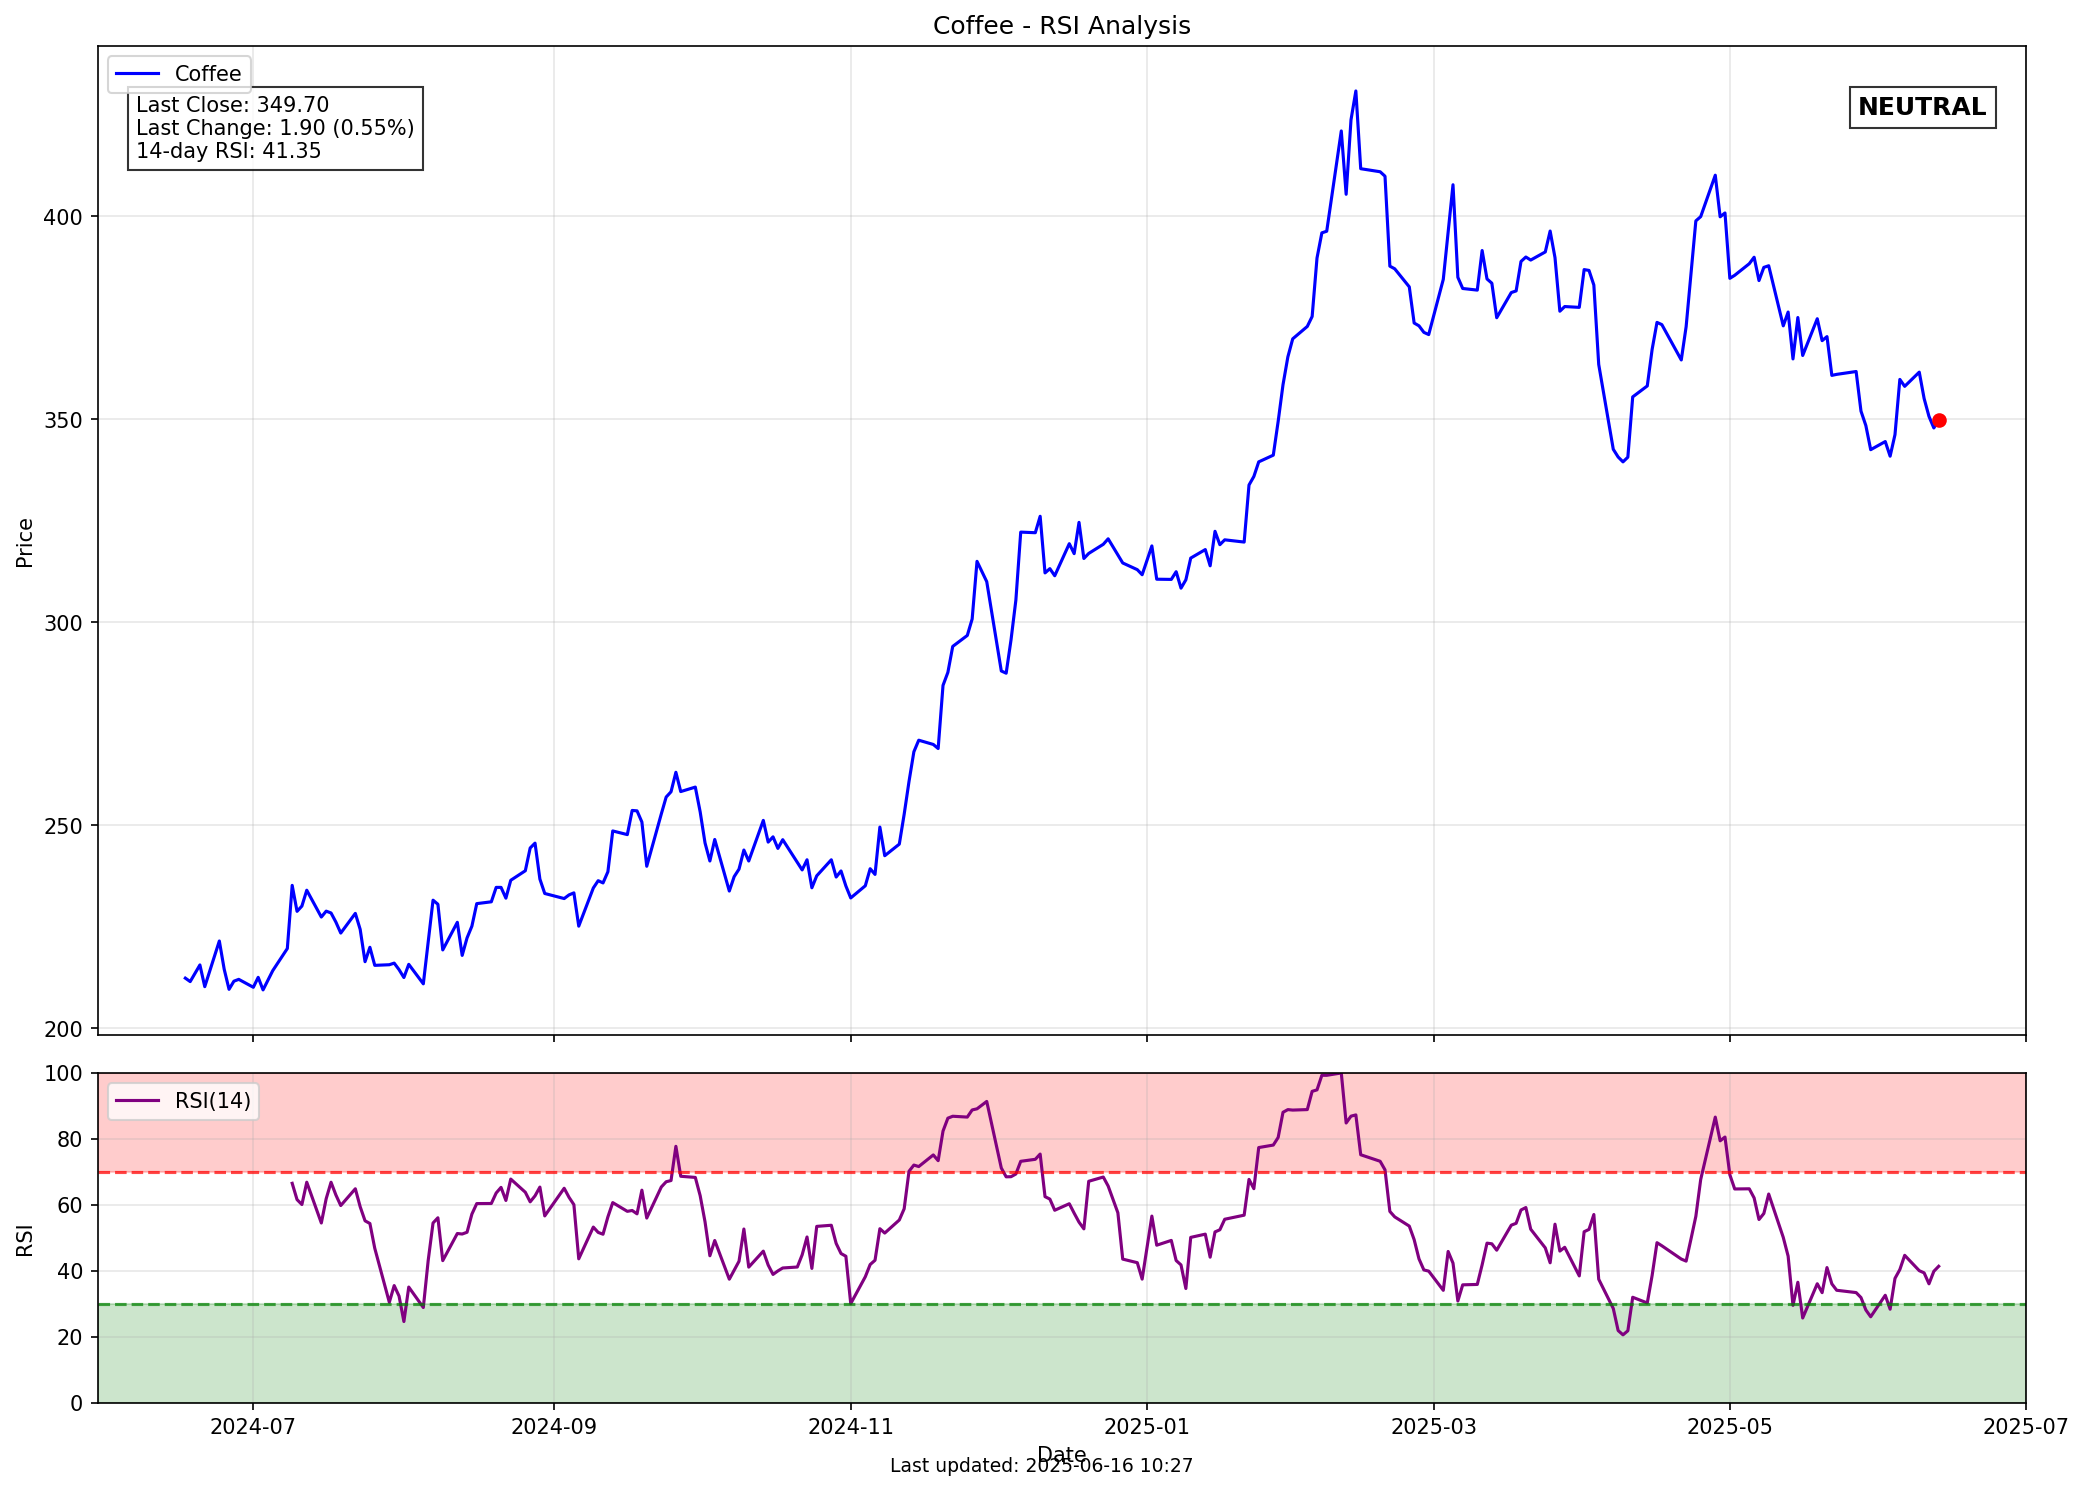 Coffee - RSI Analysis
Coffee
Last Close: 349.70
Last Change: 1.90 (0.55%)
14-day RSI: 41.35
NEUTRAL
400
350
300
250
200
Price
RSI(14)
100
80
60
40
20
0
RSI
2024-07
2024-09
2024-11
2025-01
2025-03
2025-05
2025-07
Date
Last updated: 2025-06-16 10:27